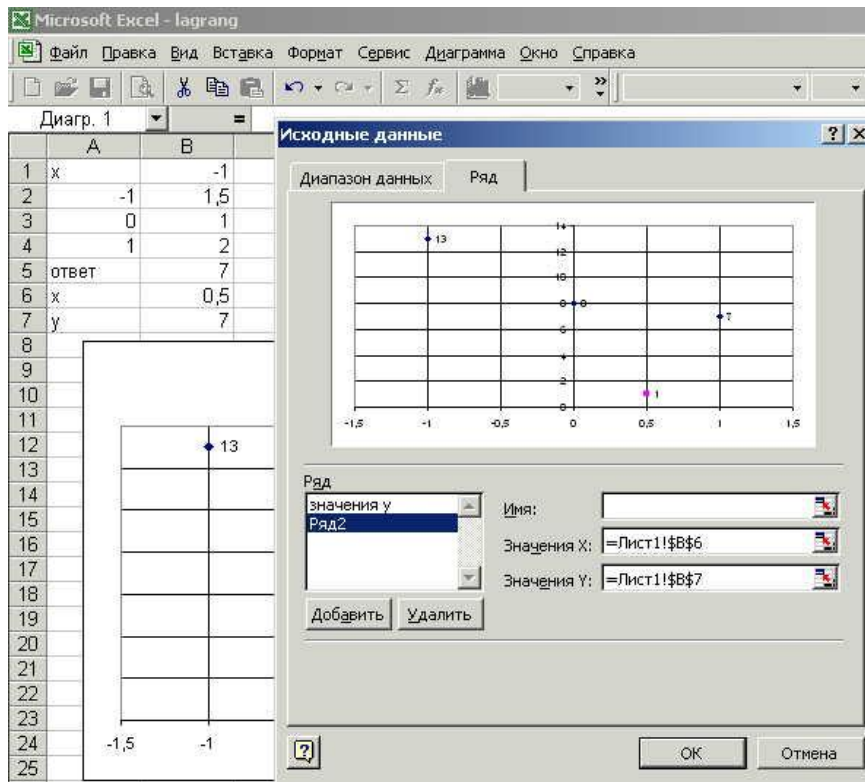 Microsoft Excel - lagrang
Файл Правка Вид Вставка Формат Сервис Диаграмма Окно Справка
Диагр. 1 =
A B
1 x -1
2 -1 1,5
3 0 1
4 1 2
5 ответ 7
6 x 0,5
7 y 7
8
9
10
11
12 13
13
14
15
16
17
18
19
20
21
22
23
24 -1,5 -1
25
Исходные данные
Диапазон данных Ряд
14
13
12
10
8 8
7
6
4
2
1
0
-1,5 -1 -0,5 0 0,5 1 1,5
Ряд
значения y
Ряд2
Имя:
Значения X: =Лист1!$B$6
Значения Y: =Лист1!$B$7
Добавить Удалить
ОК Отмена